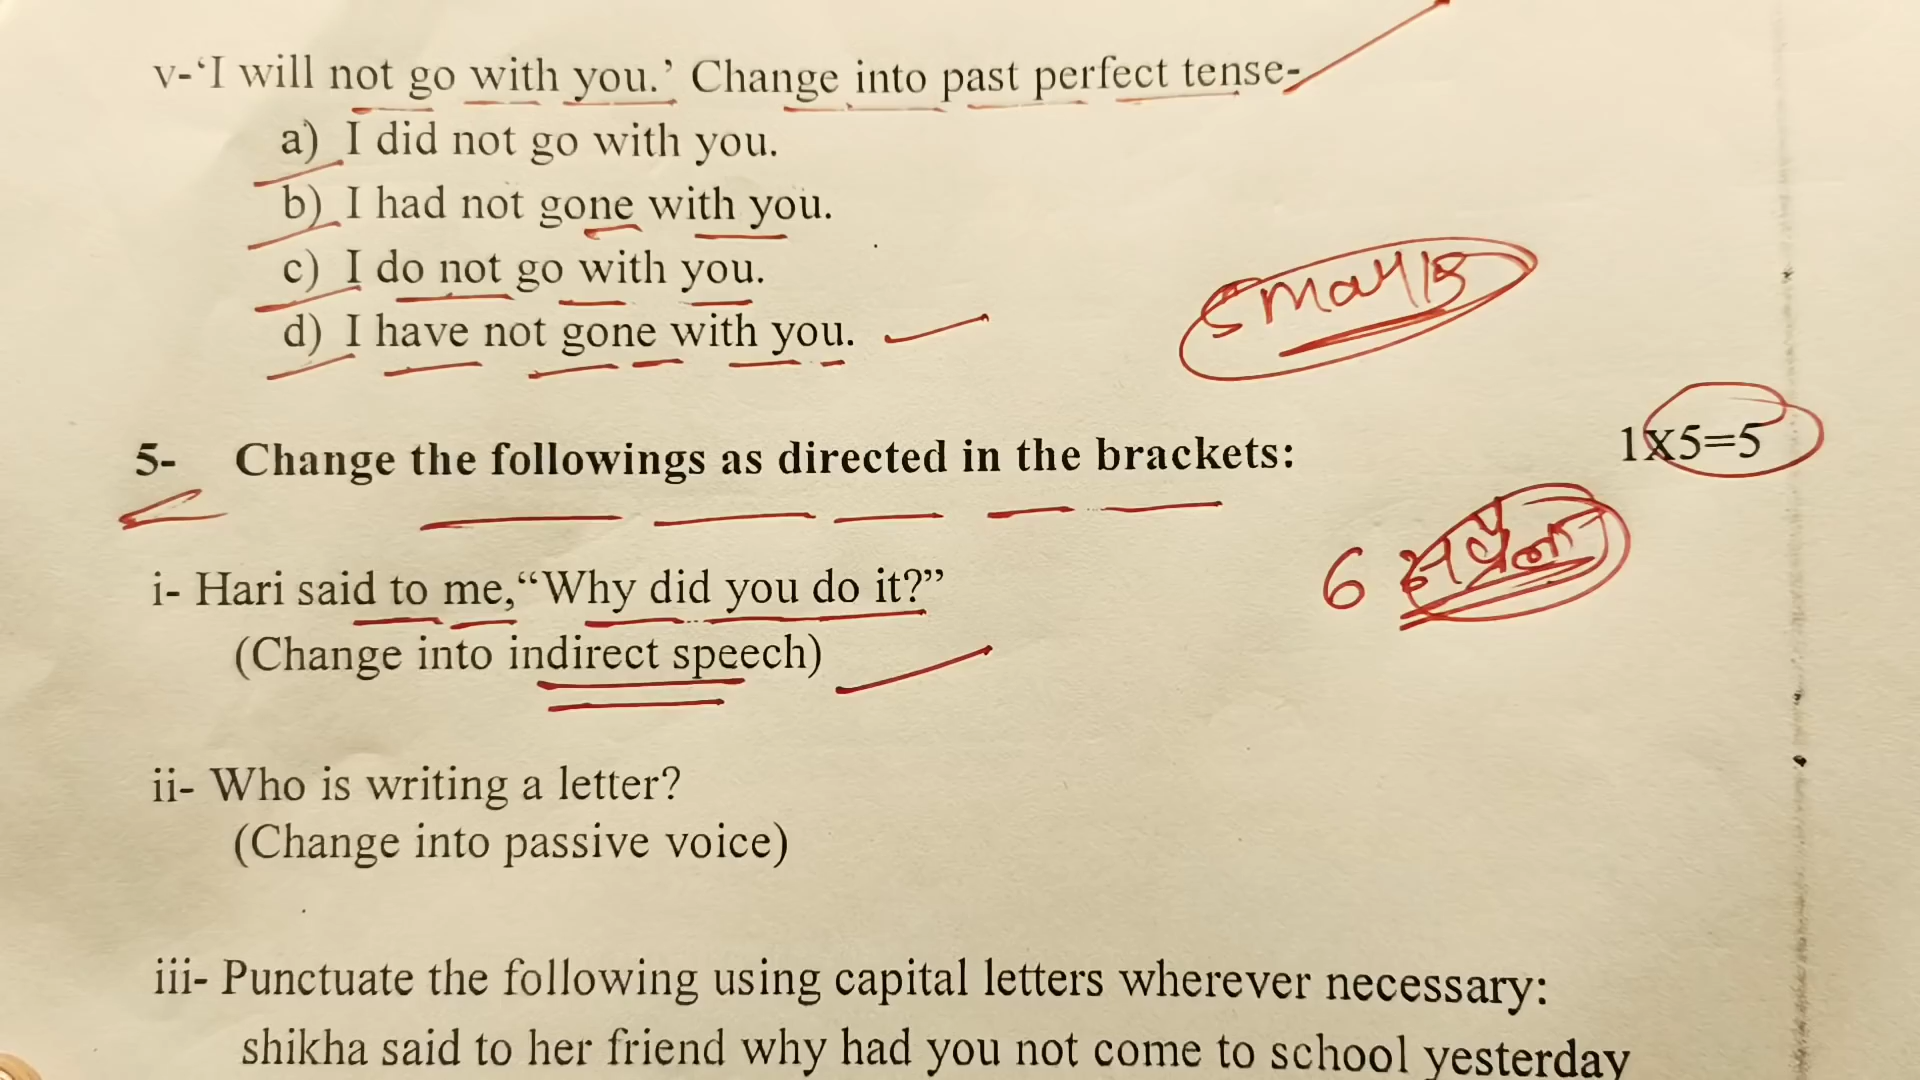 v-‘I will not go with you.’ Change into past perfect tense-
a) I did not go with you.
b) I had not gone with you.
c) I do not go with you.
d) I have not gone with you.
5- Change the followings as directed in the brackets:
1x5=5
i- Hari said to me,“Why did you do it?”
(Change into indirect speech)
6
ii- Who is writing a letter?
(Change into passive voice)
iii- Punctuate the following using capital letters wherever necessary:
shikha said to her friend why had you not come to school yesterday